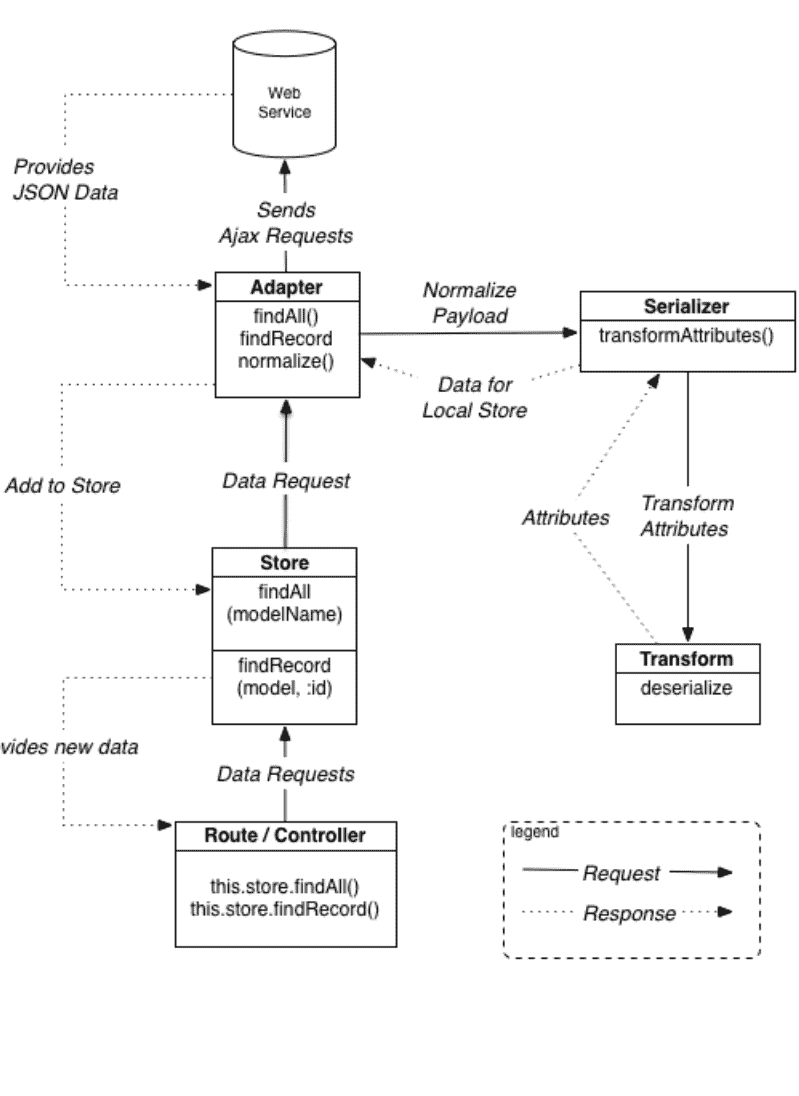 Web
Service
Provides
JSON Data
Sends
Ajax Requests
Adapter
findAll()
findRecord
normalize()
Normalize
Payload
Serializer
transformAttributes()
Data for
Local Store
Add to Store
Data Request
Attributes
Transform
Attributes
Store
findAll
(modelName)
findRecord
(model, :id)
Transform
deserialize
vides new data
Data Requests
Route / Controller
this.store.findAll()
this.store.findRecord()
legend
Request
Response